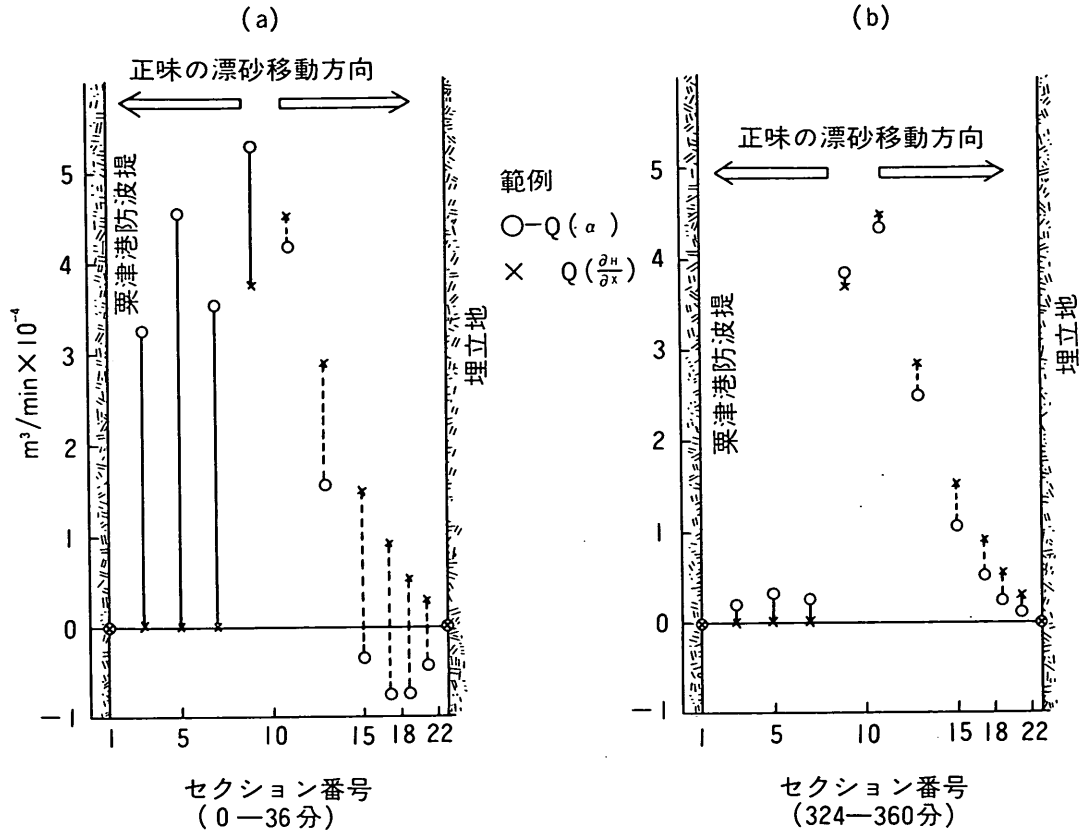 (a)
正味の漂砂移動方向
粟津港防波堤
埋立地
m³/min×10⁻⁴
5
4
3
2
1
0
−1
1 5 10 15 18 22
セクション番号
(0—36分)
範例
○—Q(α)
× Q(∂H/∂x)
(b)
正味の漂砂移動方向
粟津港防波提
埋立地
5
4
3
2
1
0
−1
1 5 10 15 18 22
セクション番号
(324—360分)